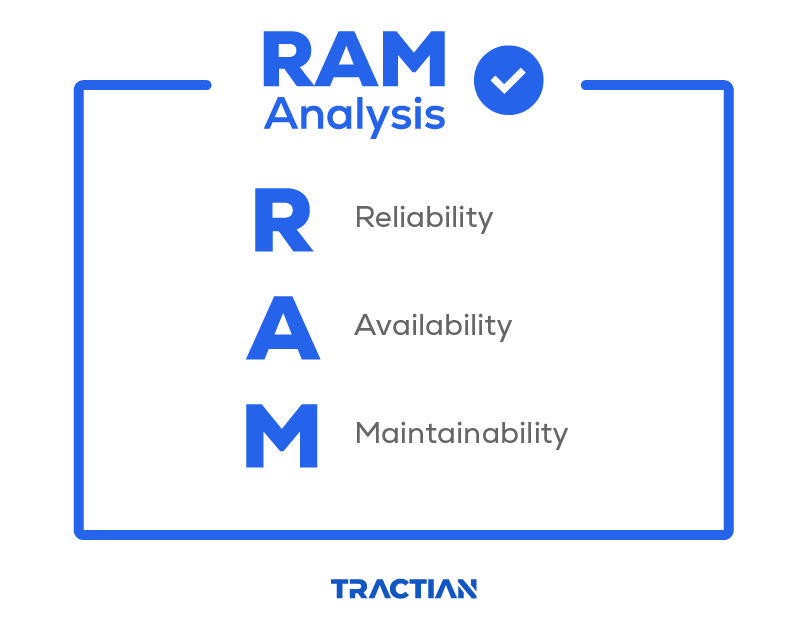 RAM
Analysis
R Reliability
A Availability
M Maintainability
TRACTIAN